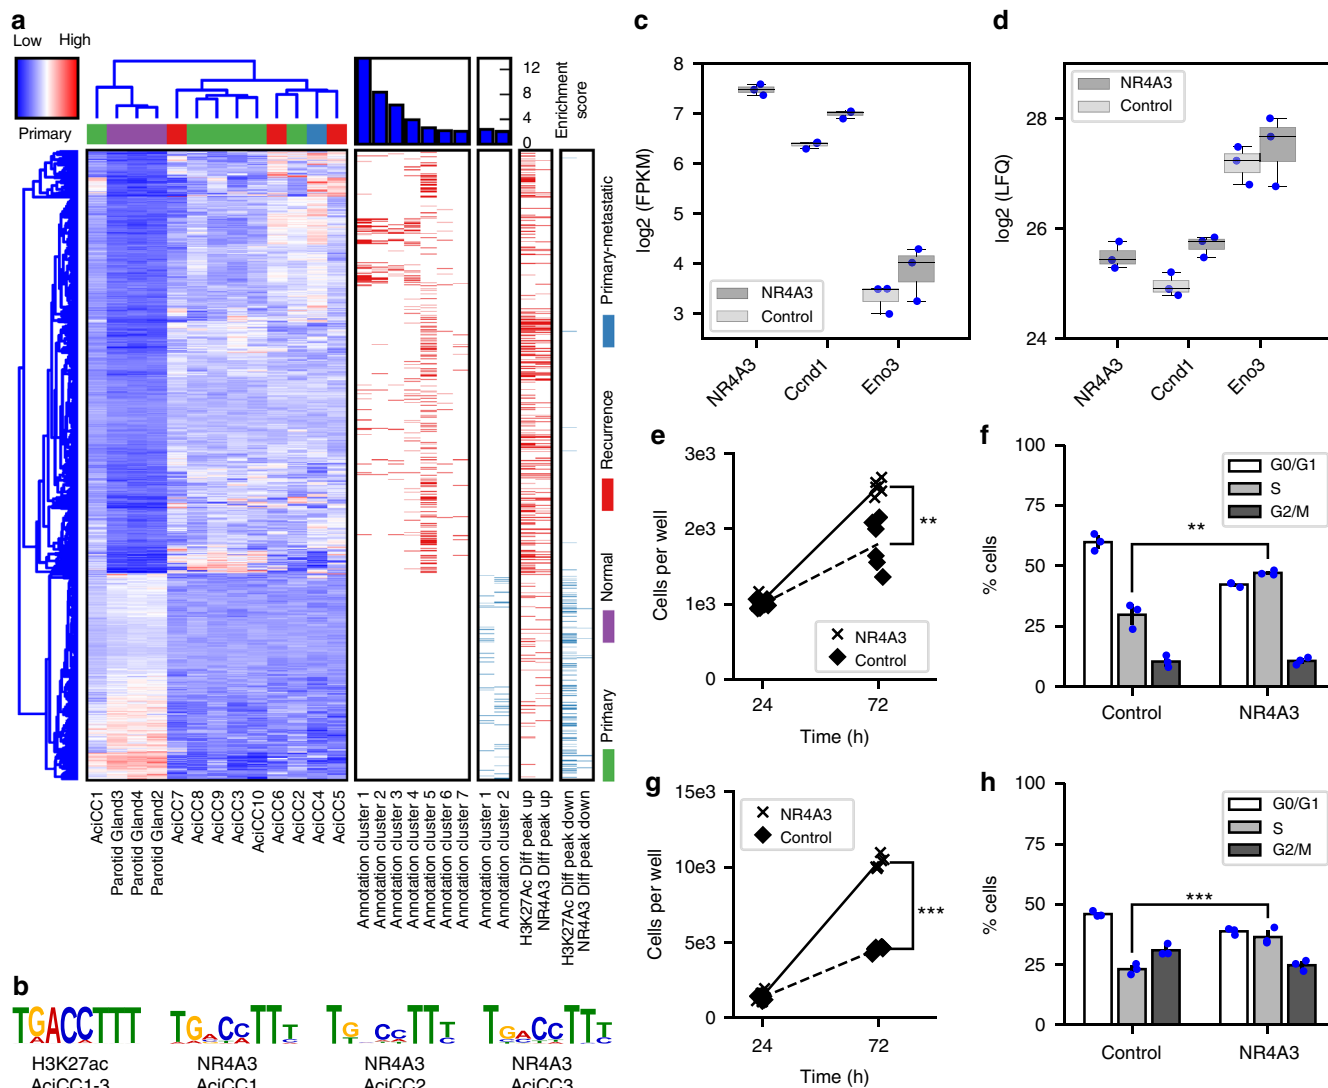 a
Low High
Primary
12
8
4
0
Enrichment
score
Primary-metastatic
Recurrence
Normal
Primary
AciCC1
Parotid Gland3
Parotid Gland4
Parotid Gland2
AciCC7
AciCC8
AciCC9
AciCC3
AciCC10
AciCC6
AciCC2
AciCC4
AciCC5
Annotation cluster 1
Annotation cluster 2
Annotation cluster 3
Annotation cluster 4
Annotation cluster 5
Annotation cluster 6
Annotation cluster 7
Annotation cluster 1
Annotation cluster 2
H3K27Ac Diff peak up
NR4A3 Diff peak up
H3K27Ac Diff peak down
NR4A3 Diff peak down
b
TGACCTTT
H3K27ac
AciCC1-3
NR4A3
AciCC1
NR4A3
AciCC2
NR4A3
AciCC3
c
8
7
6
5
4
3
log2 (FPKM)
NR4A3
Control
NR4A3
Ccnd1
Eno3
d
28
26
24
log2 (LFQ)
NR4A3
Control
NR4A3
Ccnd1
Eno3
e
3e3
2e3
1e3
0
Cells per well
**
NR4A3
Control
24 72
Time (h)
f
100
75
50
25
0
% cells
G0/G1
S
G2/M
**
Control NR4A3
g
15e3
10e3
5e3
0
Cells per well
NR4A3
Control
***
24 72
Time (h)
h
100
75
50
25
0
% cells
G0/G1
S
G2/M
***
Control NR4A3